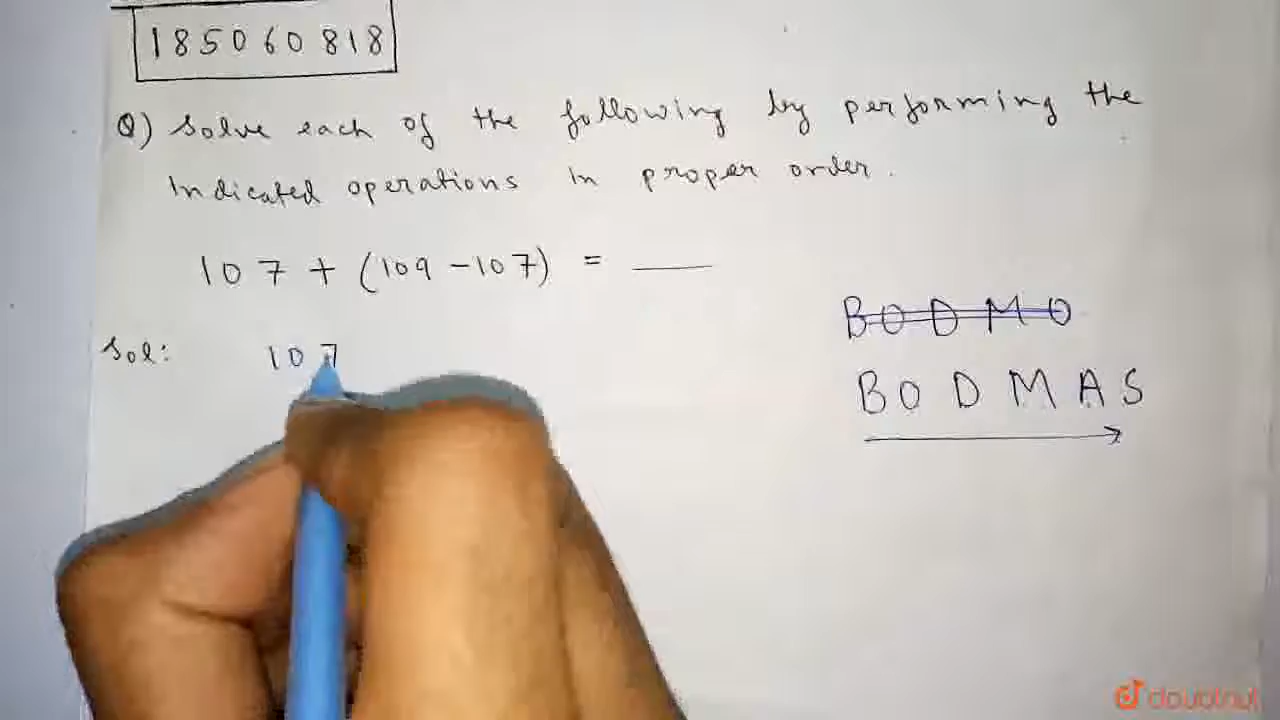 185060818
Q) Solve each of the following by performing the
Indicated operations in proper order.
107 + (109 - 107) = ___
BODMO
Sol: 107
BODMAS
doubtnut